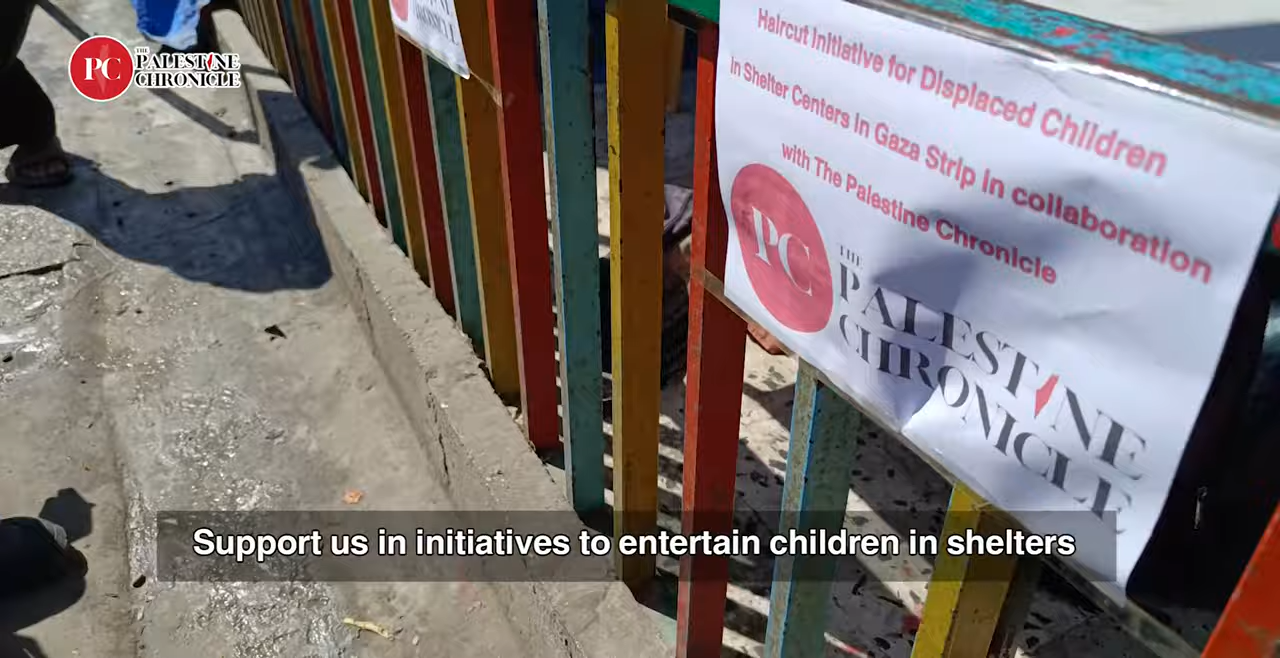 PC THE
PALESTINE
CHRONICLE
Haircut Initiative for Displaced Children
in Shelter Centers in Gaza Strip in collaboration
with The Palestine Chronicle
PC
THE
PALESTINE
CHRONICLE
Support us in initiatives to entertain children in shelters